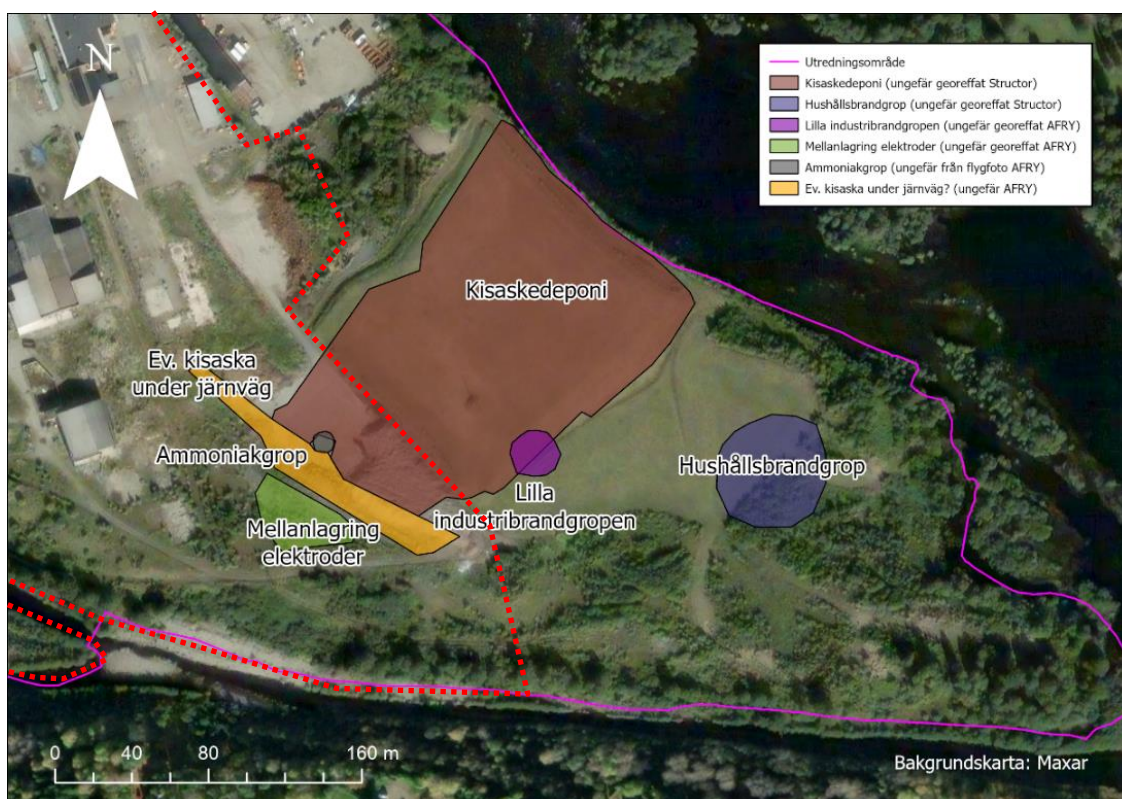 N
Utredningsområde
Kisaskedeponi (ungefär georeffat Structor)
Hushållsbrandgrop (ungefär georeffat Structor)
Lilla industribrandgropen (ungefär georeffat AFRY)
Mellanlagring elektroder (ungefär georeffat AFRY)
Ammoniakgrop (ungefär från flygfoto AFRY)
Ev. kisaska under järnväg? (ungefär AFRY)
Kisaskedeponi
Ev. kisaska
under järnväg
Ammoniakgrop
Hushållsbrandgrop
Lilla
industribrandgropen
Mellanlagring
elektroder
0 40 80 160 m
Bakgrundskarta: Maxar